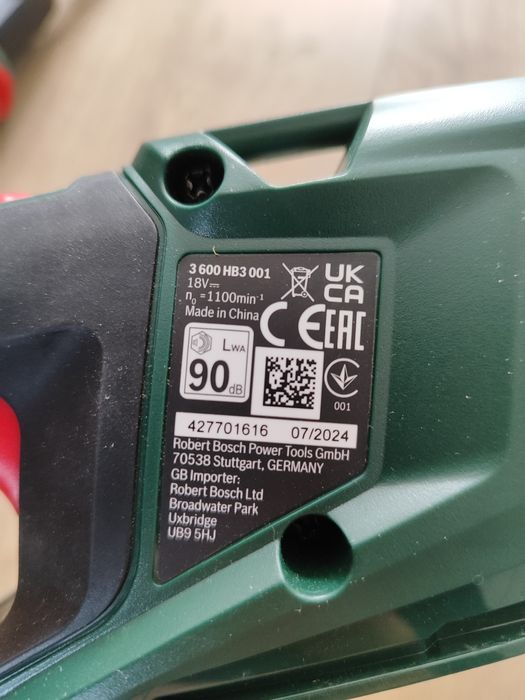 3 600 HB3 001
18V⎓
n₀ =1100min⁻¹
Made in China
UK
CA
CE EAC
LWA
90 dB
001
427701616 07/2024
Robert Bosch Power Tools GmbH
70538 Stuttgart, GERMANY
GB Importer:
Robert Bosch Ltd
Broadwater Park
Uxbridge
UB9 5HJ